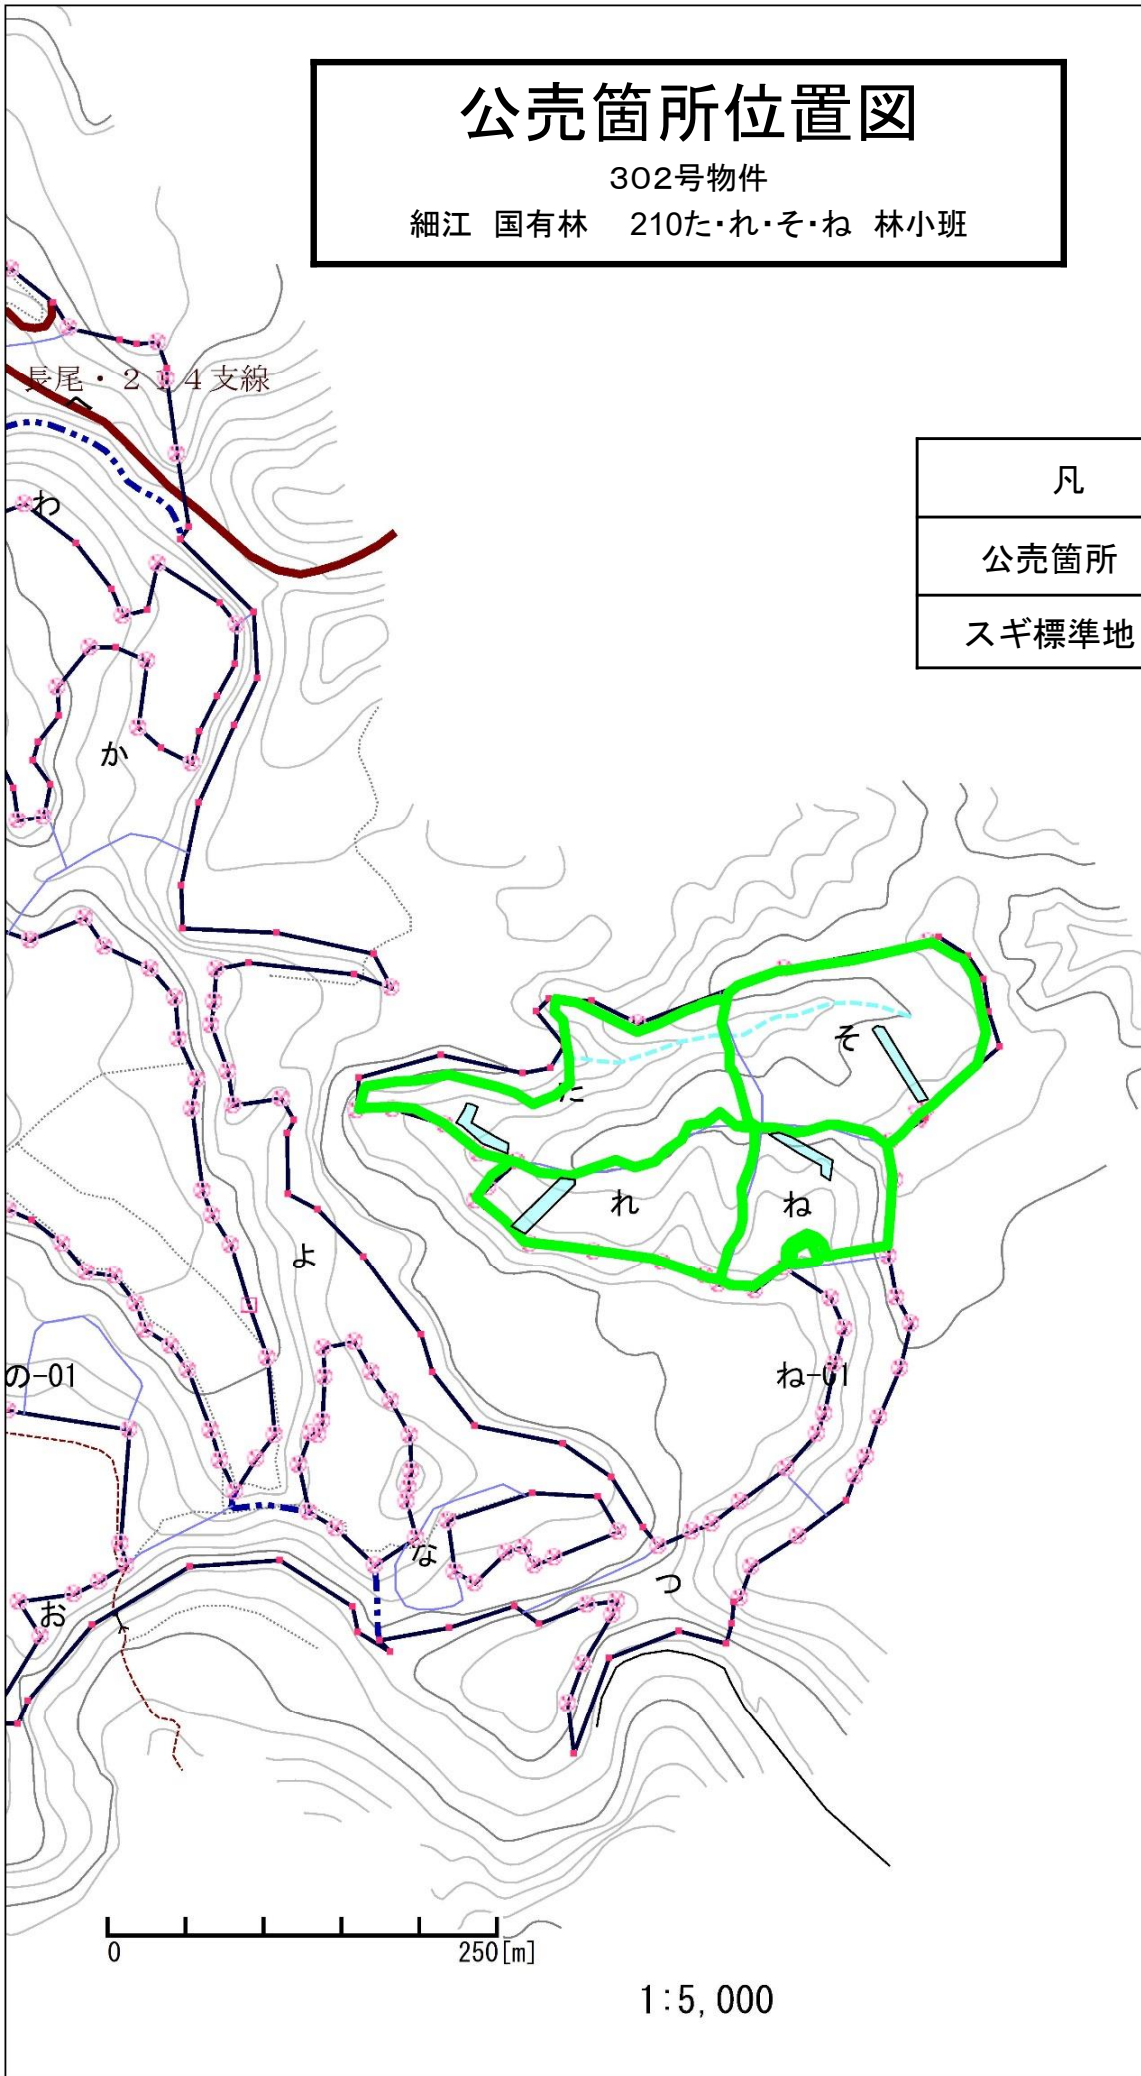 公売箇所位置図
302号物件
細江 国有林 210た・れ・そ・ね 林小班
長尾・214支線
へ
わ
凡
公売箇所
スギ標準地
か
そ
た
れ
ね
よ
の-01
ね-01
な
つ
お
0 250[m]
1:5,000